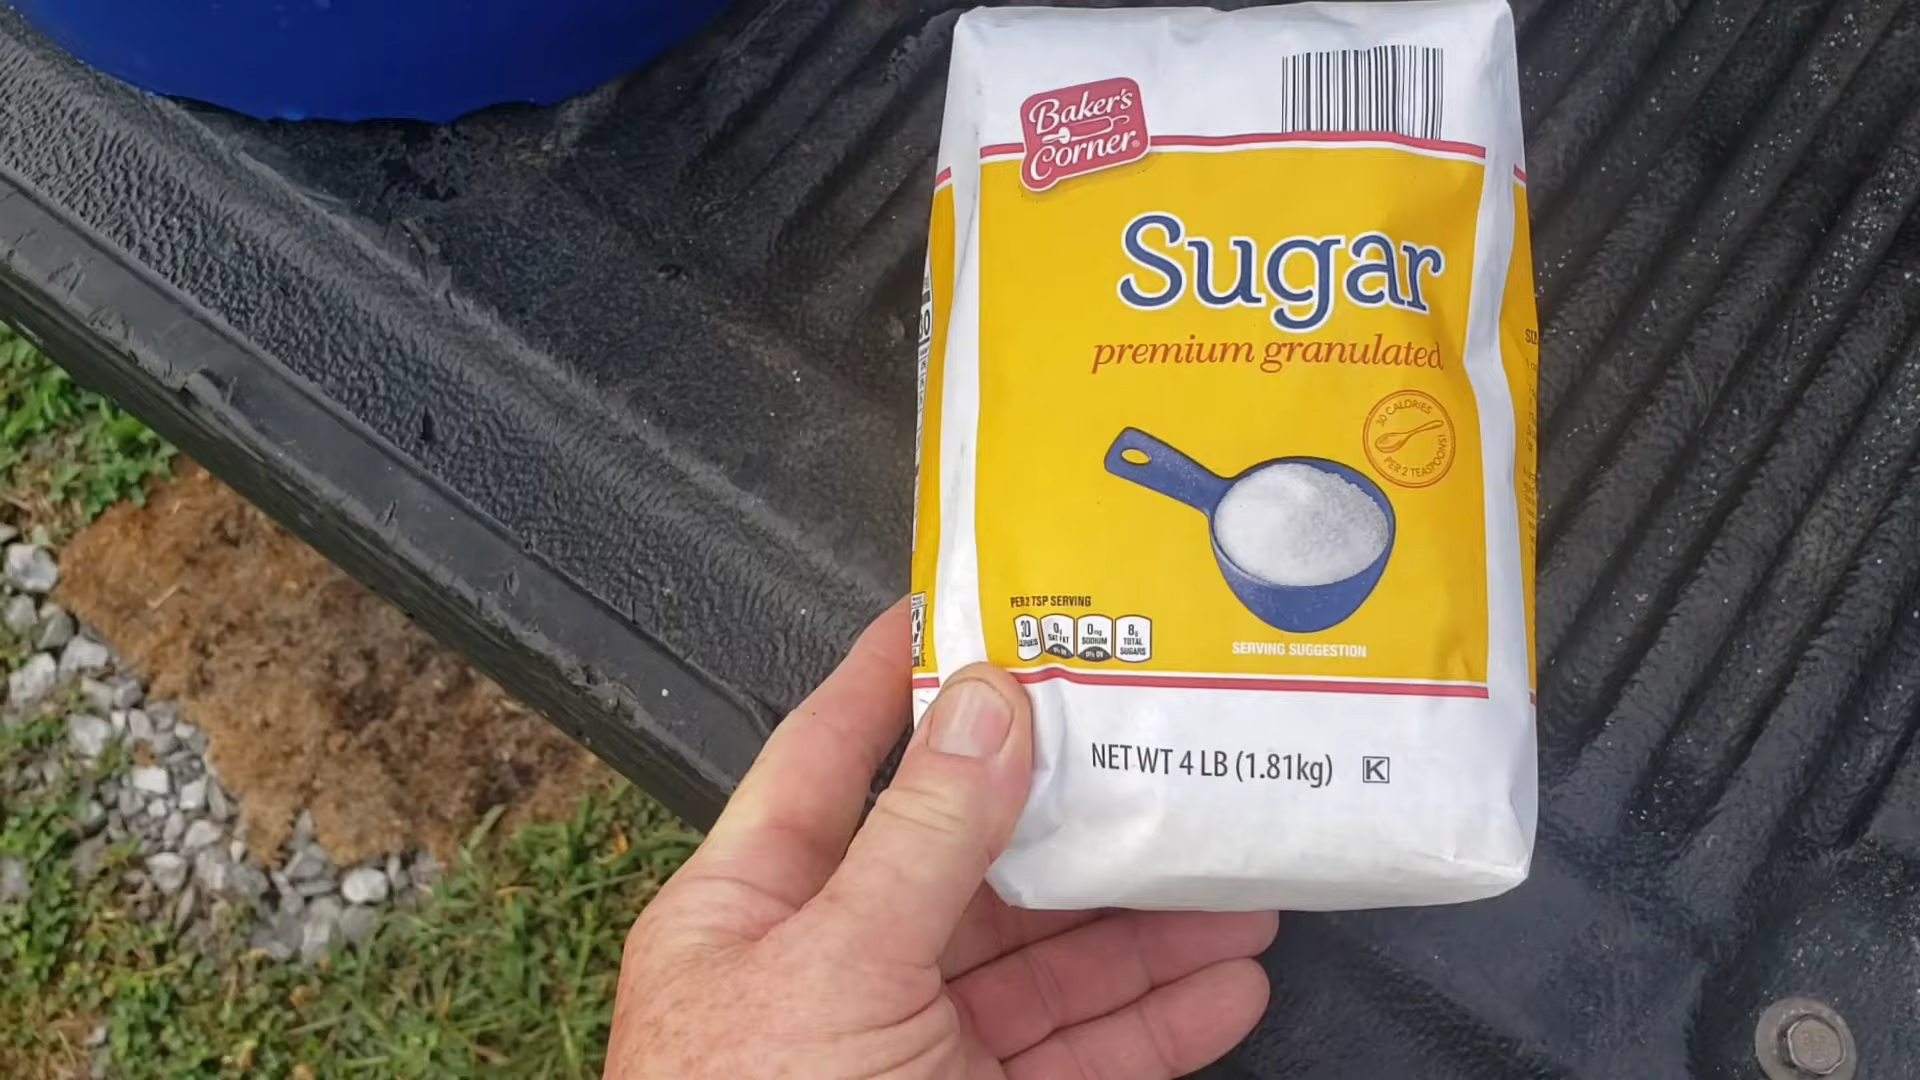 Baker's
Corner
Sugar
premium granulated
30 CALORIES
PER 2 TEASPOONS!
PER 2 TSP SERVING
30
0g
SAT FAT
0mg
SODIUM
8g
TOTAL
SUGARS
SERVING SUGGESTION
NET WT 4 LB (1.81kg)
K